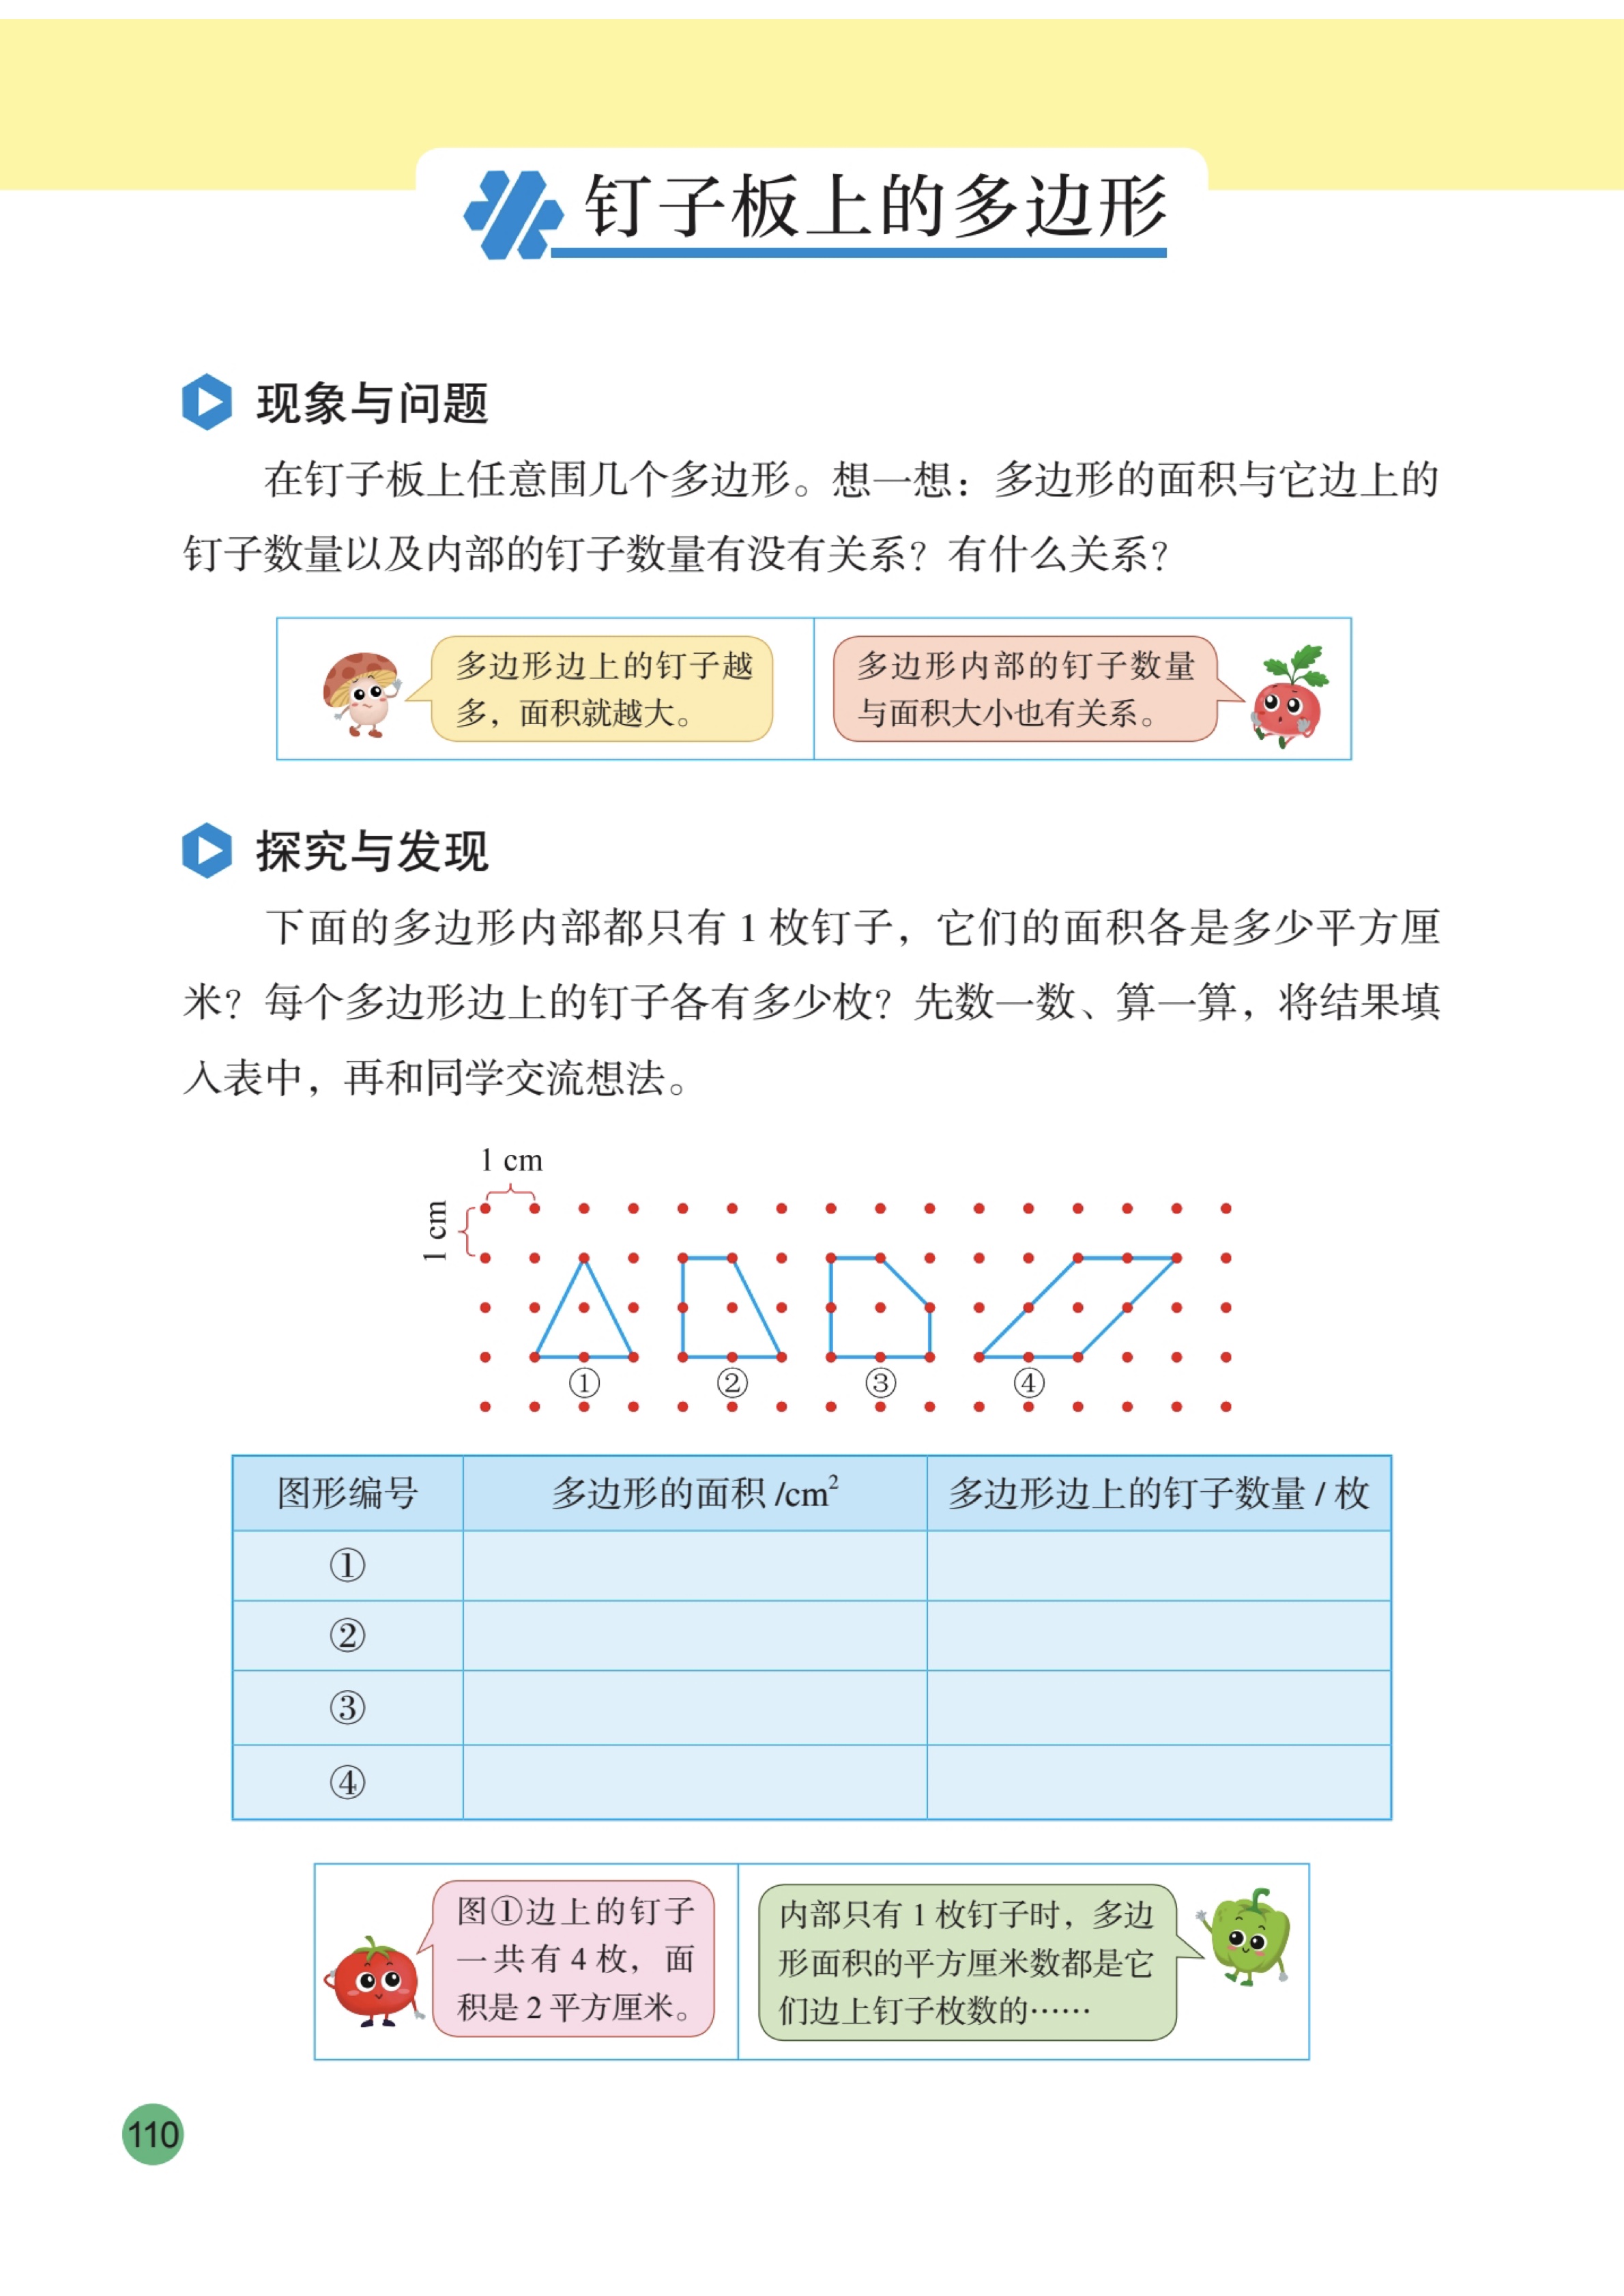 钉子板上的多边形
现象与问题
在钉子板上任意围几个多边形。想一想：多边形的面积与它边上的
钉子数量以及内部的钉子数量有没有关系？有什么关系？
多边形边上的钉子越
多，面积就越大。
多边形内部的钉子数量
与面积大小也有关系。
探究与发现
下面的多边形内部都只有 1 枚钉子，它们的面积各是多少平方厘
米？每个多边形边上的钉子各有多少枚？先数一数、算一算，将结果填
入表中，再和同学交流想法。
1 cm
1 cm
① ② ③ ④
图形编号 多边形的面积 /cm² 多边形边上的钉子数量 / 枚
①
②
③
④
图①边上的钉子
一共有 4 枚，面
积是 2 平方厘米。
内部只有 1 枚钉子时，多边
形面积的平方厘米数都是它
们边上钉子枚数的……
110